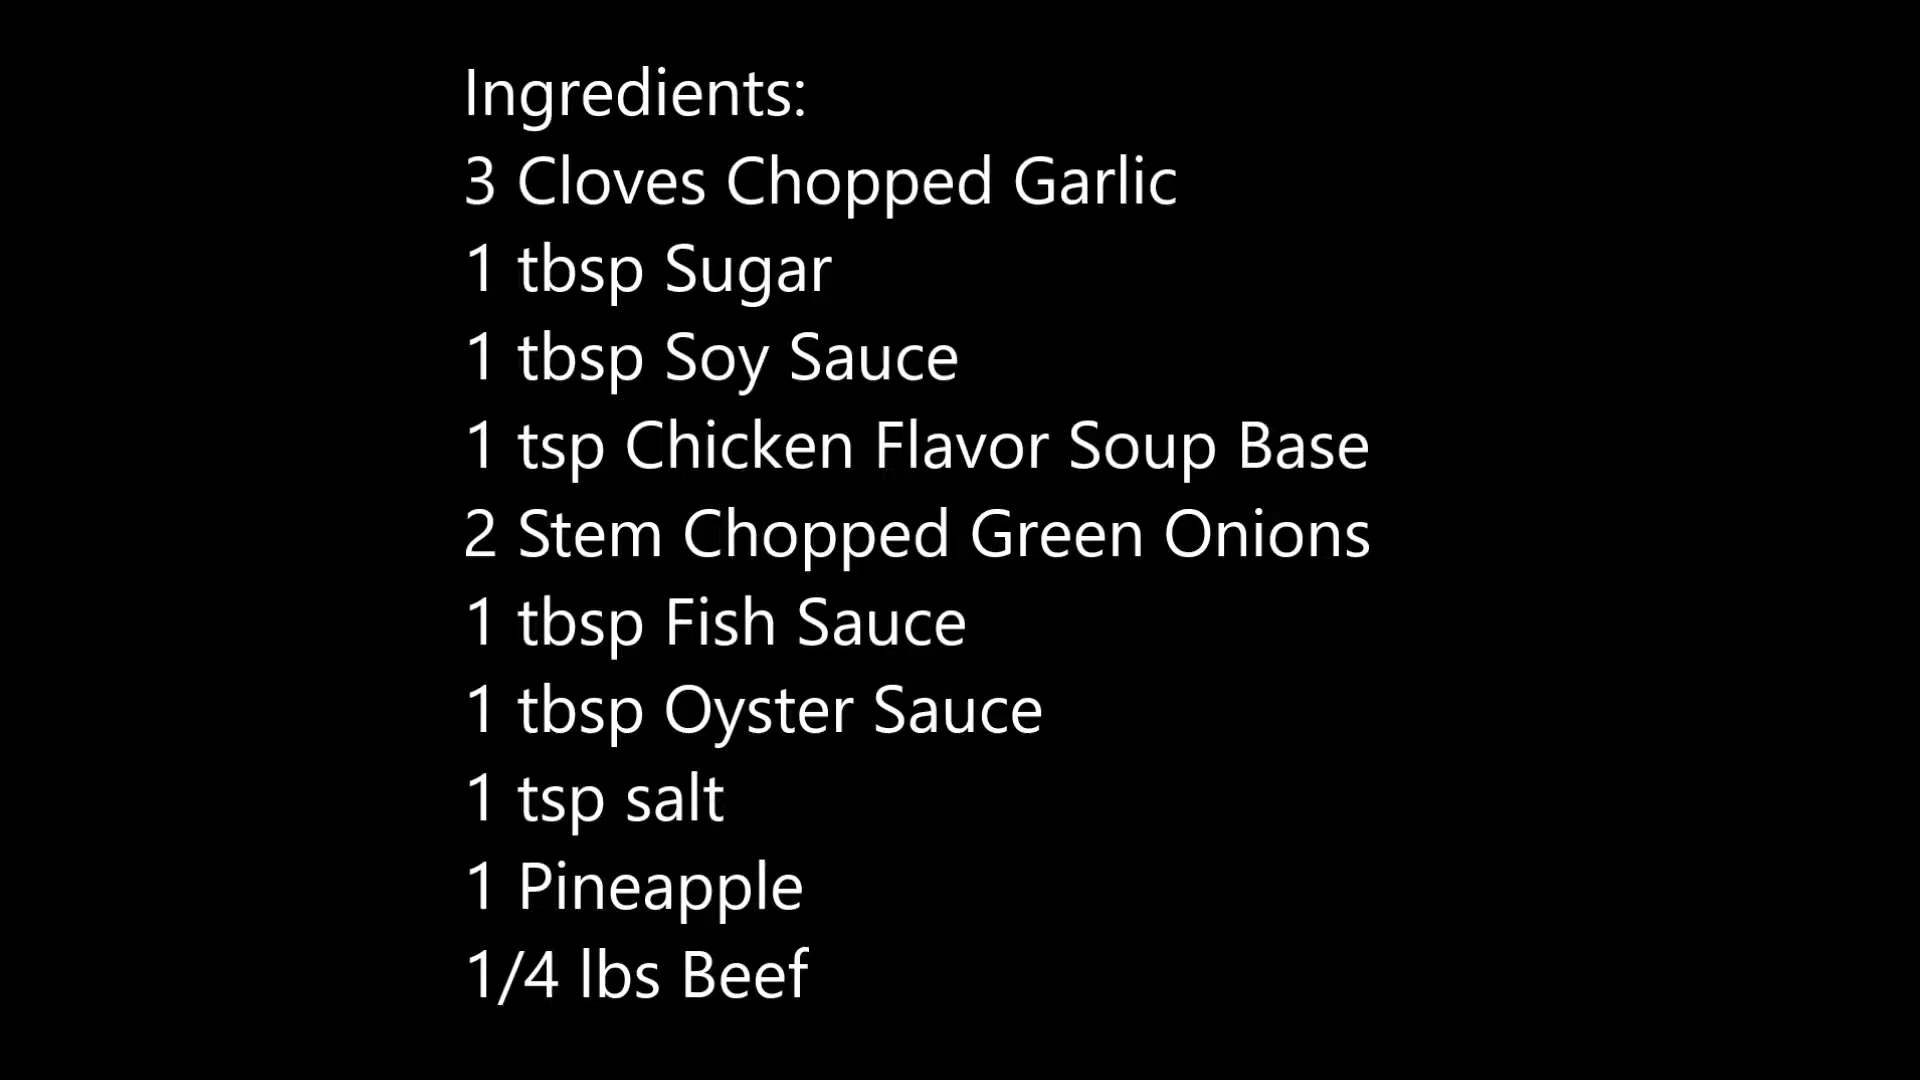 Ingredients:
3 Cloves Chopped Garlic
1 tbsp Sugar
1 tbsp Soy Sauce
1 tsp Chicken Flavor Soup Base
2 Stem Chopped Green Onions
1 tbsp Fish Sauce
1 tbsp Oyster Sauce
1 tsp salt
1 Pineapple
1/4 lbs Beef